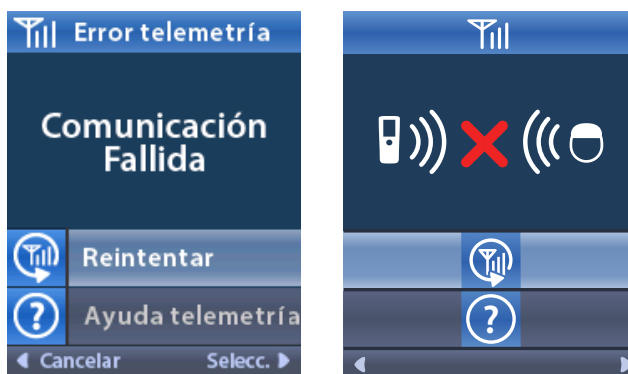 Error telemetría
Comunicación
Fallida
Reintentar
? Ayuda telemetría
Cancelar Selecc.
?